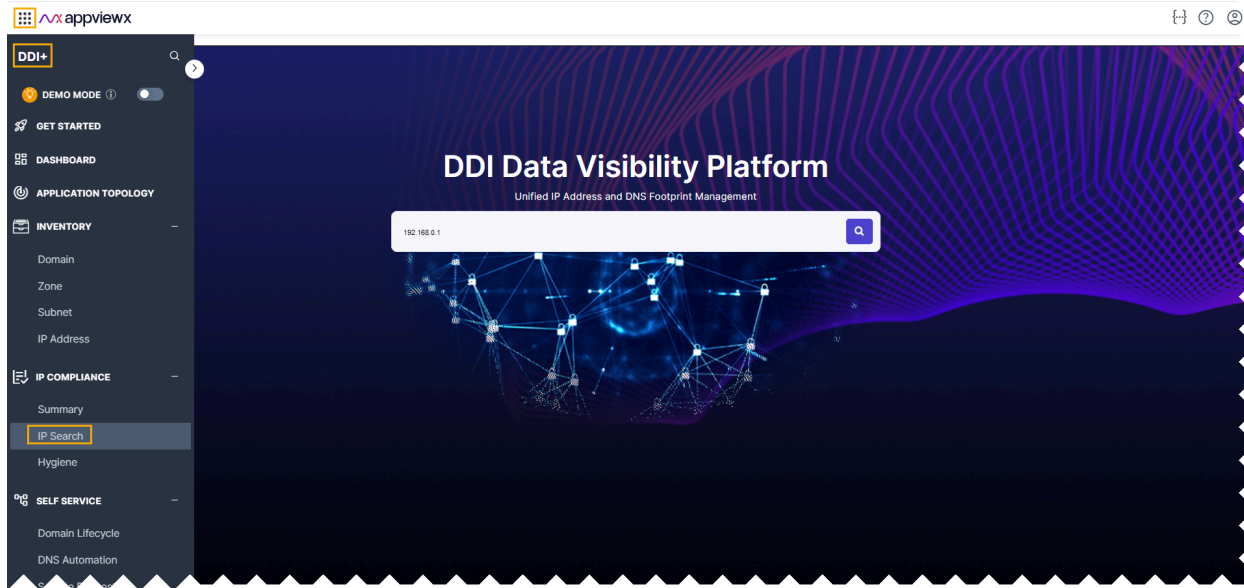 appviewx
DDI+
DEMO MODE
GET STARTED
DASHBOARD
APPLICATION TOPOLOGY
INVENTORY
Domain
Zone
Subnet
IP Address
IP COMPLIANCE
Summary
IP Search
Hygiene
SELF SERVICE
Domain Lifecycle
DNS Automation
DDI Data Visibility Platform
Unified IP Address and DNS Footprint Management
192.168.0.1